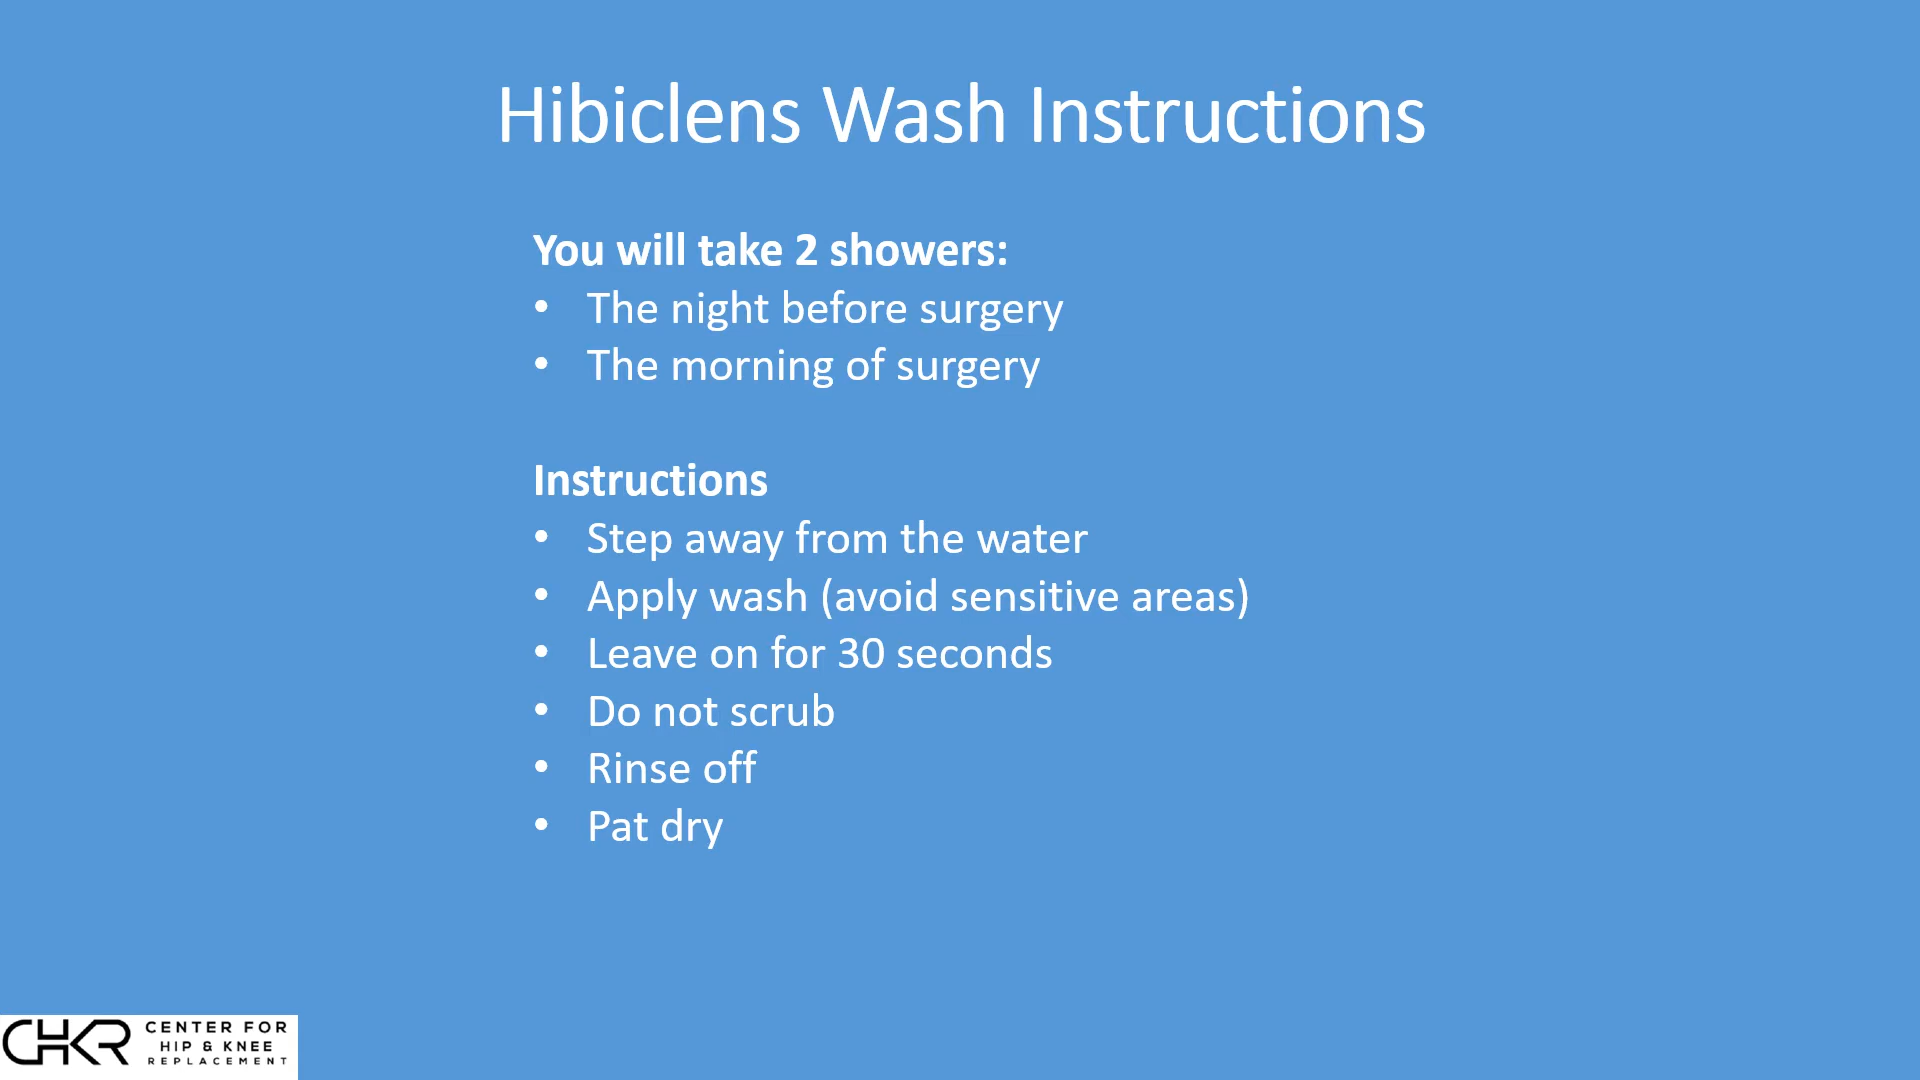 Hibiclens Wash Instructions
You will take 2 showers:
• The night before surgery
• The morning of surgery
Instructions
• Step away from the water
• Apply wash (avoid sensitive areas)
• Leave on for 30 seconds
• Do not scrub
• Rinse off
• Pat dry
CHKR
CENTER FOR
HIP & KNEE
REPLACEMENT